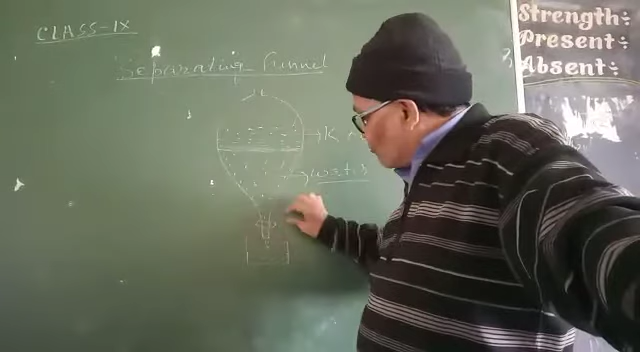 CLASS-IX
Separating Funnel
K
water
Strength:
Present:
Absent: